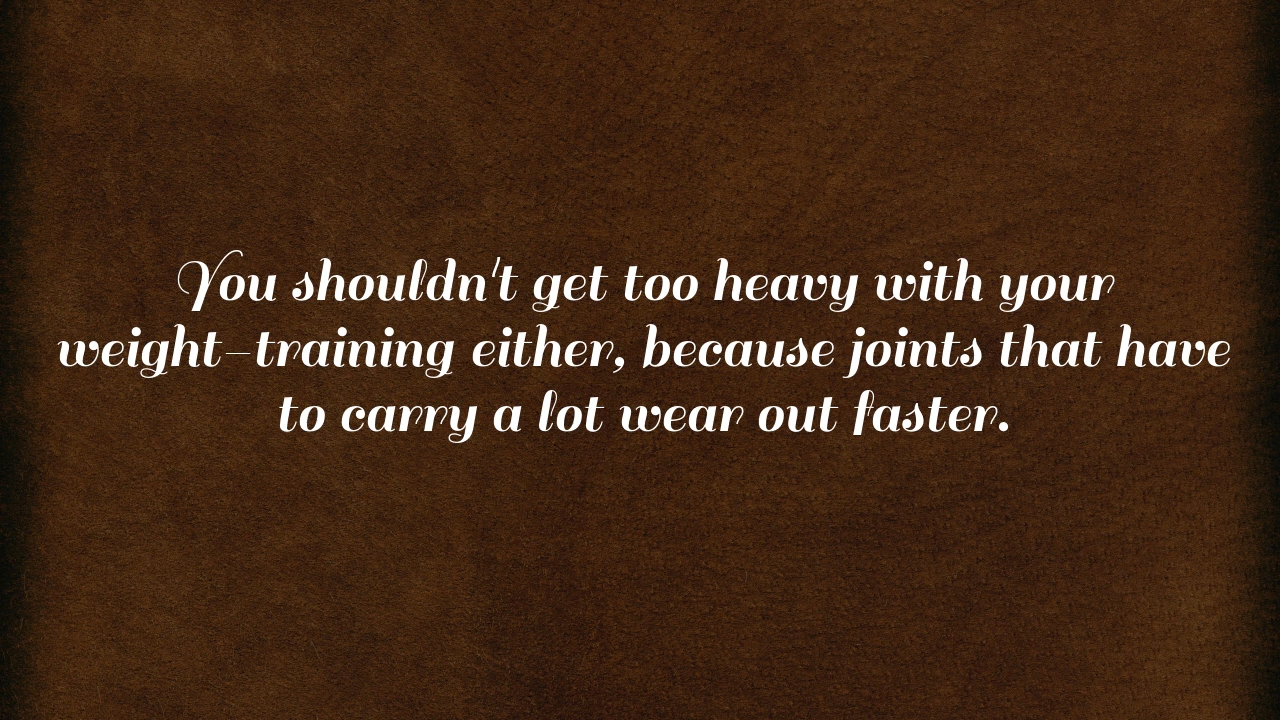 You shouldn't get too heavy with your
weight-training either, because joints that have
to carry a lot wear out faster.